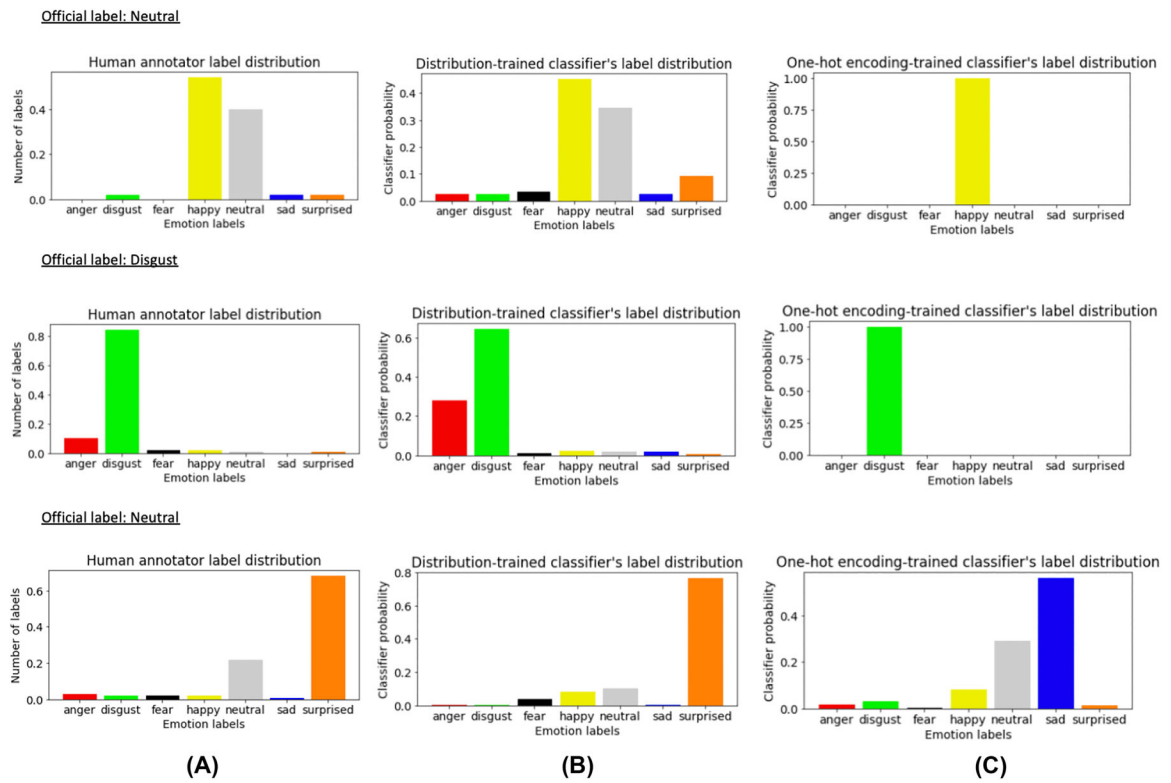 Official label: Neutral
Human annotator label distribution
Number of labels
0.4
0.2
0.0
anger disgust fear happy neutral sad surprised
Emotion labels
Distribution-trained classifier's label distribution
Classifier probability
0.4
0.3
0.2
0.1
0.0
anger disgust fear happy neutral sad surprised
Emotion labels
One-hot encoding-trained classifier's label distribution
Classifier probability
1.00
0.75
0.50
0.25
0.00
anger disgust fear happy neutral sad surprised
Emotion labels
Official label: Disgust
Human annotator label distribution
Number of labels
0.8
0.6
0.4
0.2
0.0
anger disgust fear happy neutral sad surprised
Emotion labels
Distribution-trained classifier's label distribution
Classifier probability
0.6
0.4
0.2
0.0
anger disgust fear happy neutral sad surprised
Emotion labels
One-hot encoding-trained classifier's label distribution
Classifier probability
1.00
0.75
0.50
0.25
0.00
anger disgust fear happy neutral sad surprised
Emotion labels
Official label: Neutral
Human annotator label distribution
Number of labels
0.6
0.4
0.2
0.0
anger disgust fear happy neutral sad surprised
Emotion labels
Distribution-trained classifier's label distribution
Classifier probability
0.8
0.6
0.4
0.2
0.0
anger disgust fear happy neutral sad surprised
Emotion labels
One-hot encoding-trained classifier's label distribution
Classifier probability
0.4
0.2
0.0
anger disgust fear happy neutral sad surprised
Emotion labels
(A) (B) (C)